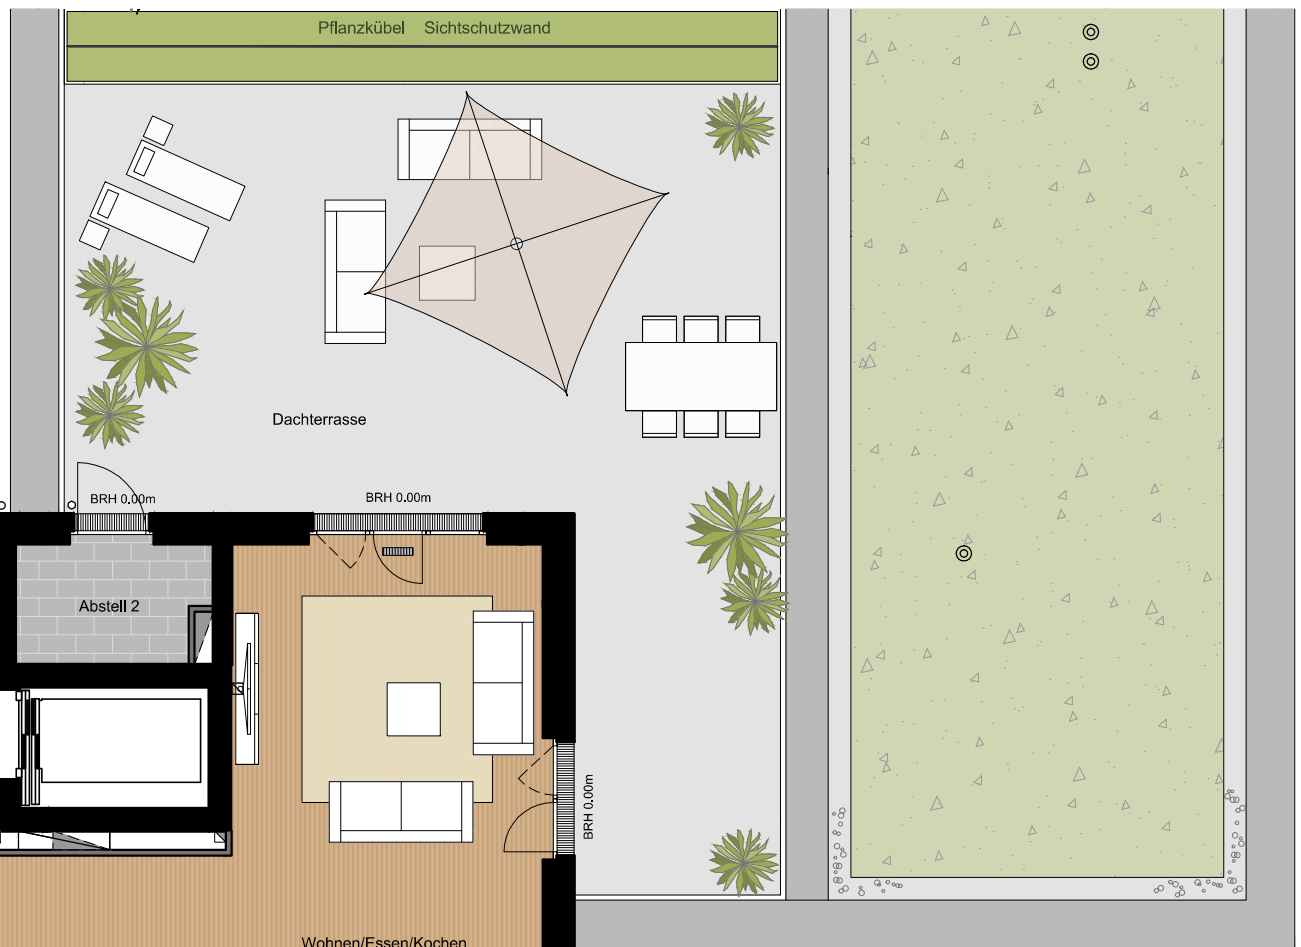 Pflanzkübel Sichtschutzwand
Dachterrasse
BRH 0.00m
BRH 0.00m
Abstell 2
BRH 0.00m
Wohnen/Essen/Kochen